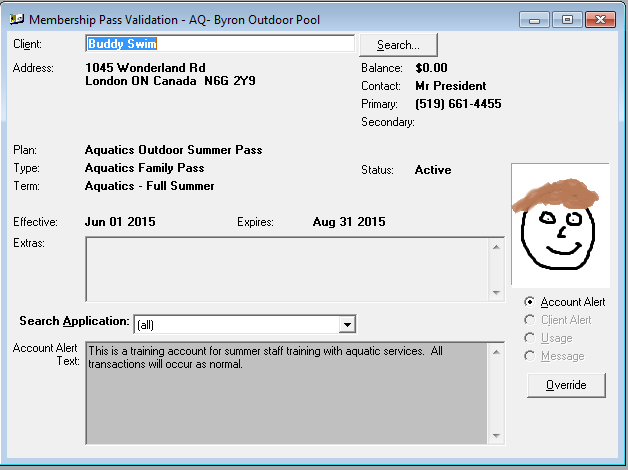 Membership Pass Validation - AQ- Byron Outdoor Pool
Client: Buddy Swim Search...
Address: 1045 Wonderland Rd Balance: $0.00
London ON Canada N6G 2Y9
Contact: Mr President
Primary: (519) 661-4455
Secondary:
Plan: Aquatics Outdoor Summer Pass
Type: Aquatics Family Pass Status: Active
Term: Aquatics - Full Summer
Effective: Jun 01 2015 Expires: Aug 31 2015
Extras:
Account Alert
Search Application: (all)
Client Alert
Usage
Account Alert Text: This is a training account for summer staff training with aquatic services. All
transactions will occur as normal.
Message
Override